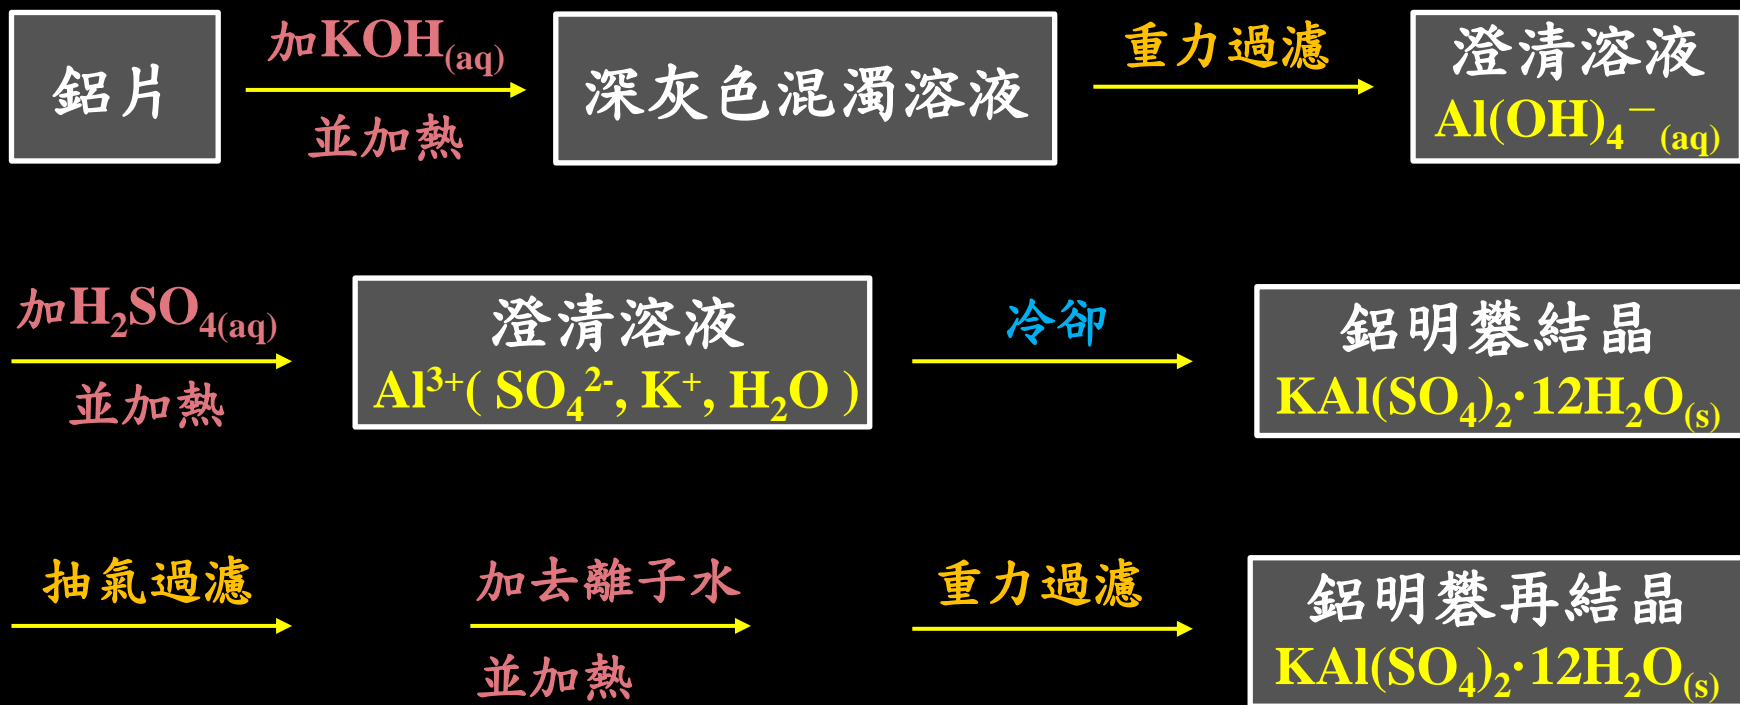 鋁片
加KOH(aq)
並加熱
深灰色混濁溶液
重力過濾
澄清溶液
Al(OH)₄⁻(aq)
加H₂SO₄(aq)
並加熱
澄清溶液
Al³⁺( SO₄²⁻, K⁺, H₂O )
冷卻
鋁明礬結晶
KAl(SO₄)₂·12H₂O(s)
抽氣過濾
加去離子水
並加熱
重力過濾
鋁明礬再結晶
KAl(SO₄)₂·12H₂O(s)